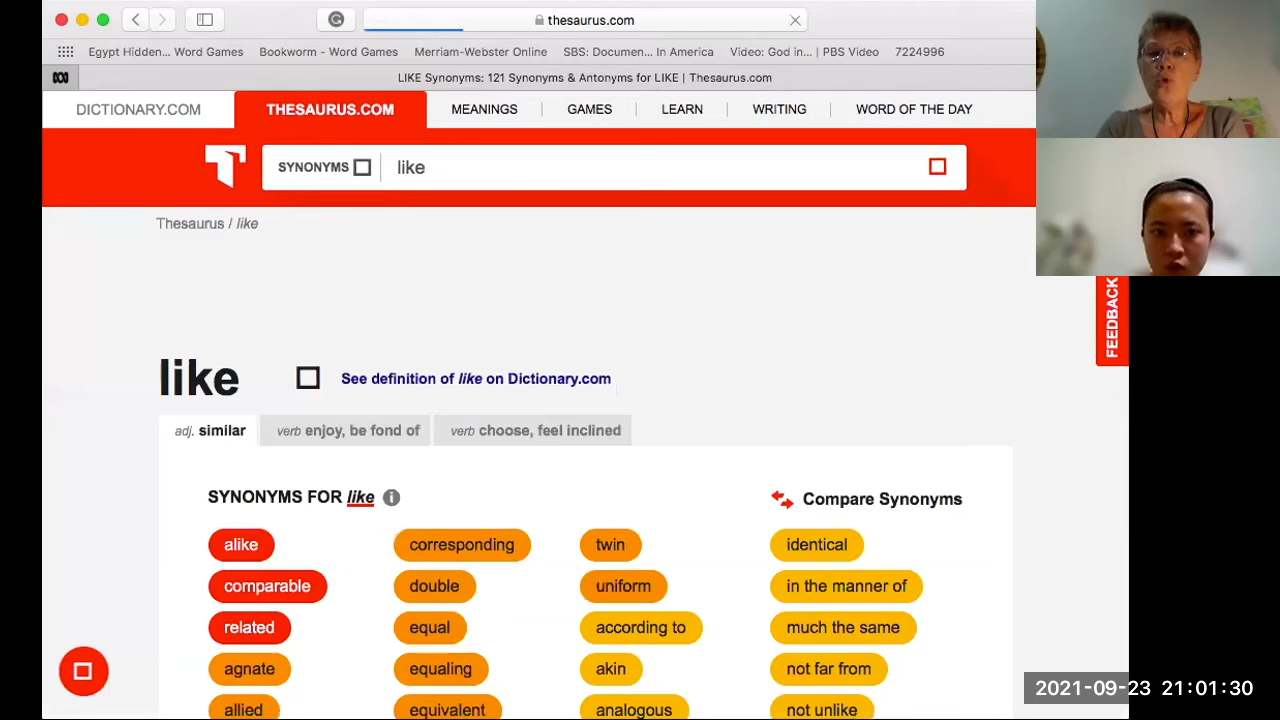 thesaurus.com
Egypt Hidden... Word Games Bookworm - Word Games Merriam-Webster Online SBS: Documen... In America Video: God in... | PBS Video 7224996
LIKE Synonyms: 121 Synonyms & Antonyms for LIKE | Thesaurus.com
DICTIONARY.COM THESAURUS.COM MEANINGS GAMES LEARN WRITING WORD OF THE DAY
SYNONYMS like
Thesaurus / like
FEEDBACK
like See definition of like on Dictionary.com
adj. similar verb enjoy, be fond of verb choose, feel inclined
SYNONYMS FOR like Compare Synonyms
alike corresponding twin identical
comparable double uniform in the manner of
related equal according to much the same
agnate equaling akin not far from
allied equivalent analogous not unlike
2021-09-23 21:01:30